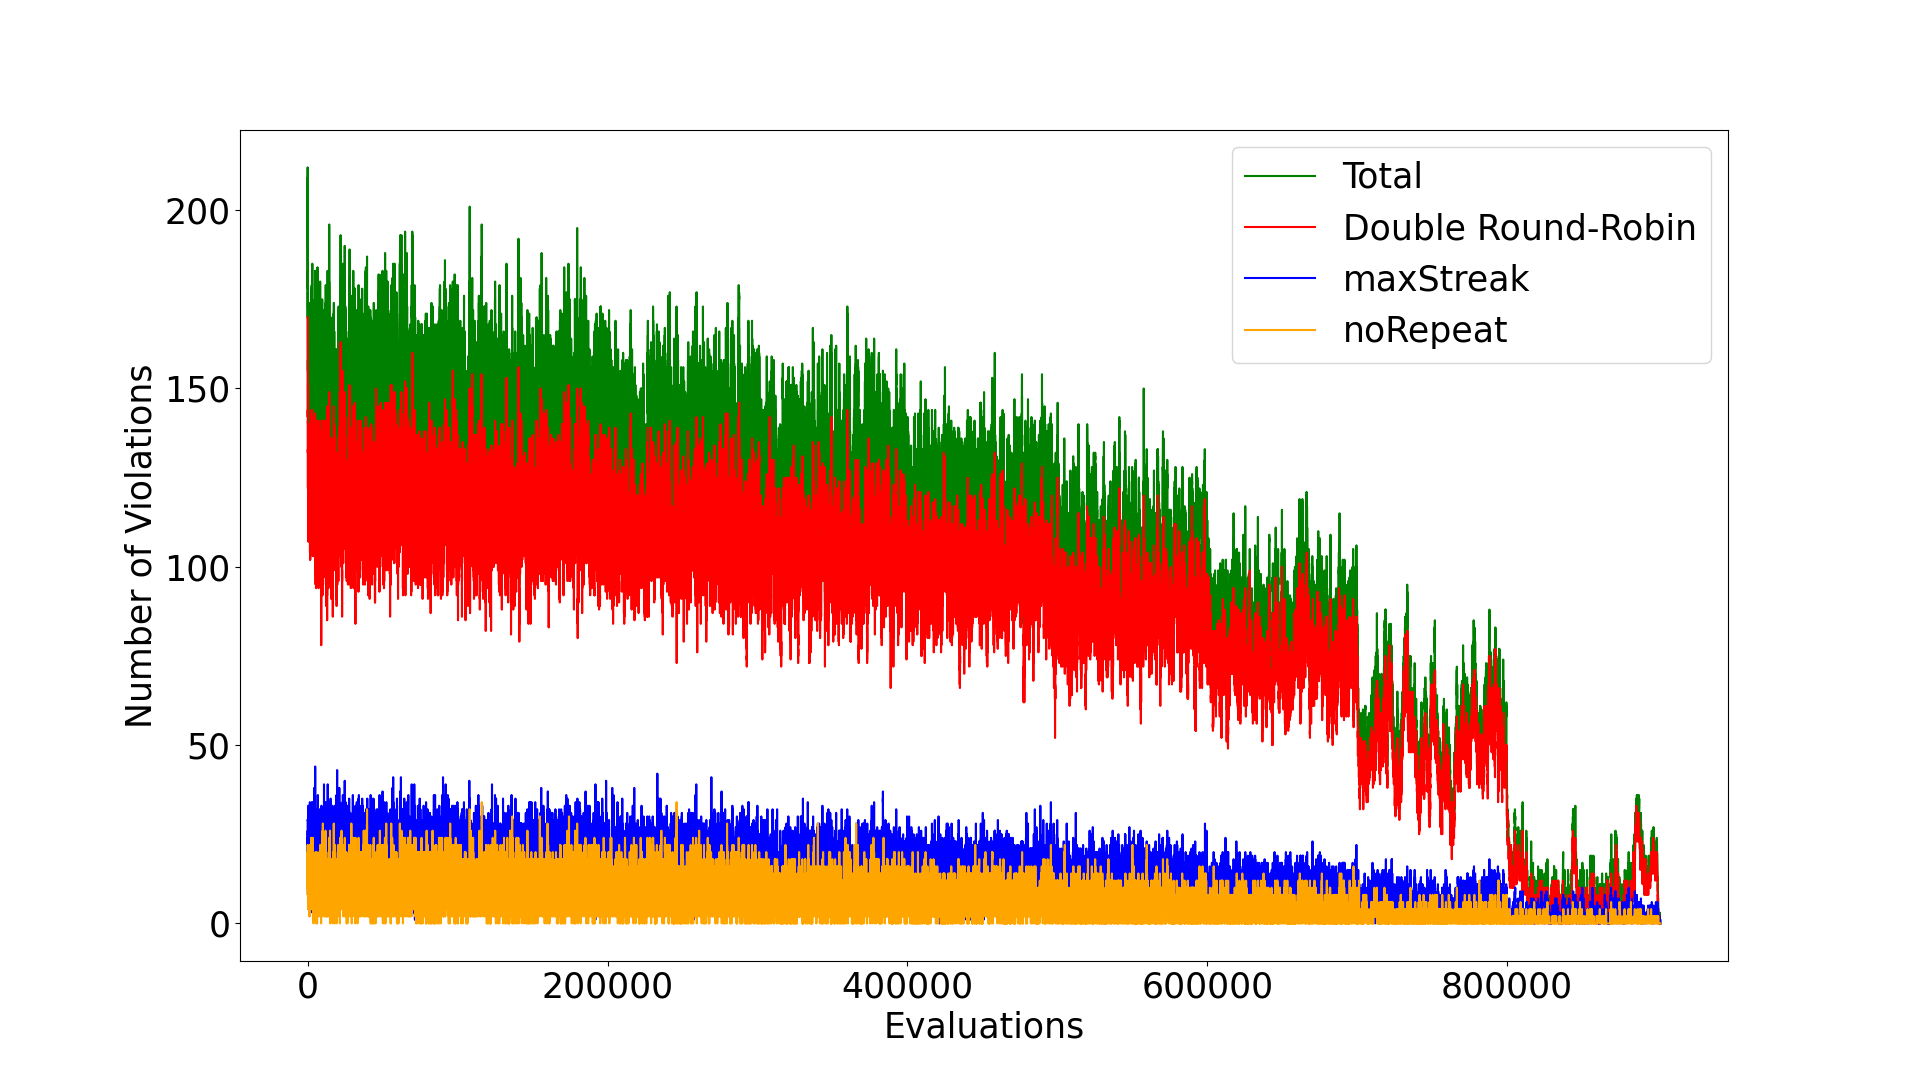 Total
Double Round-Robin
maxStreak
noRepeat
Number of Violations
200
150
100
50
0
0 200000 400000 600000 800000
Evaluations